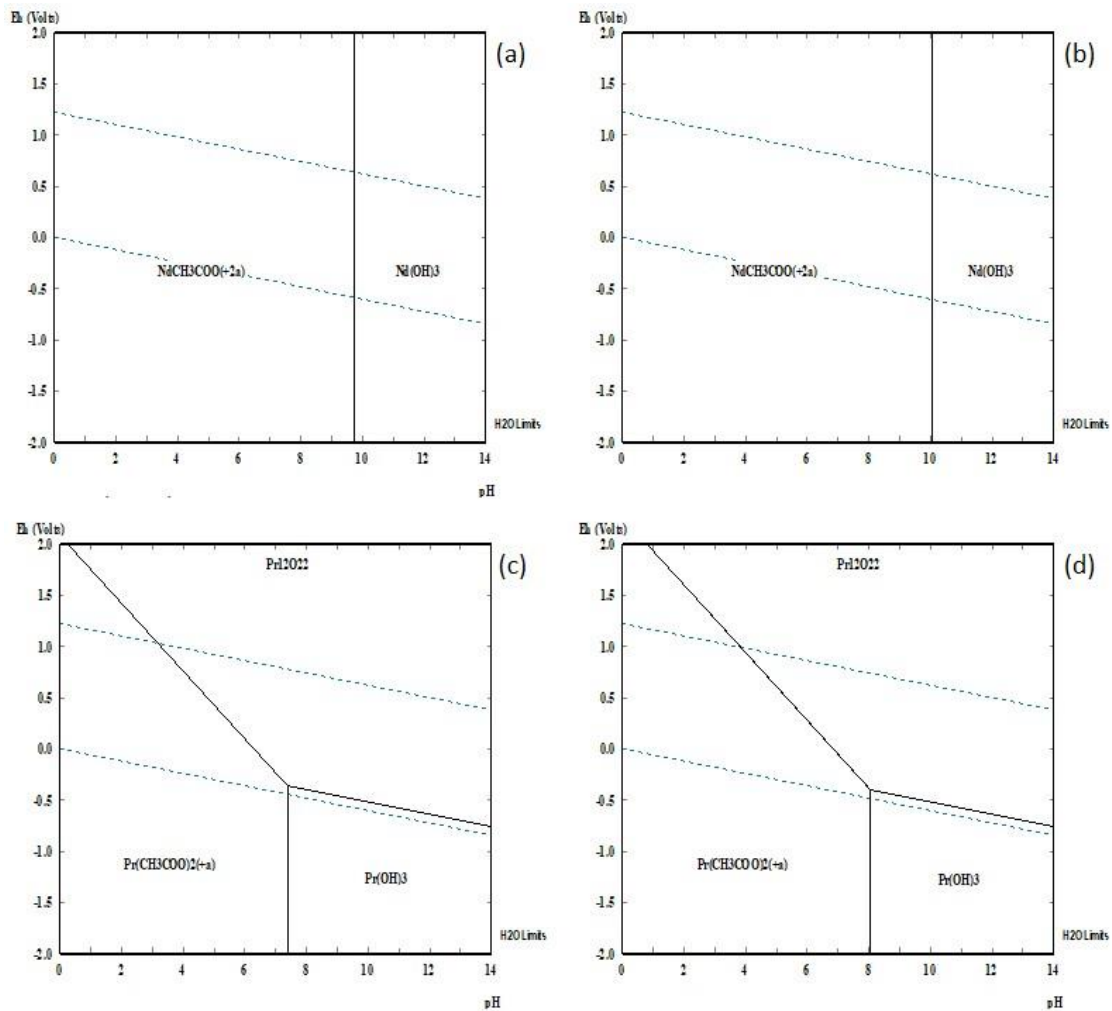 Eh (Volts)
2.0
(a)
1.5
1.0
0.5
0.0
NdCH3COO(+2a)
Nd(OH)3
-0.5
-1.0
-1.5
H2O Limits
-2.0
0 2 4 6 8 10 12 14
pH
Eh (Volts)
2.0
(b)
1.5
1.0
0.5
0.0
NdCH3COO(+2a)
Nd(OH)3
-0.5
-1.0
-1.5
H2O Limits
-2.0
0 2 4 6 8 10 12 14
pH
Eh (Volts)
2.0
Pr12O22
(c)
1.5
1.0
0.5
0.0
-0.5
-1.0
Pr(CH3COO)2(+a)
Pr(OH)3
-1.5
H2O Limits
-2.0
0 2 4 6 8 10 12 14
pH
Eh (Volts)
2.0
Pr12O22
(d)
1.5
1.0
0.5
0.0
-0.5
-1.0
Pr(CH3COO)2(+a)
Pr(OH)3
-1.5
H2O Limits
-2.0
0 2 4 6 8 10 12 14
pH